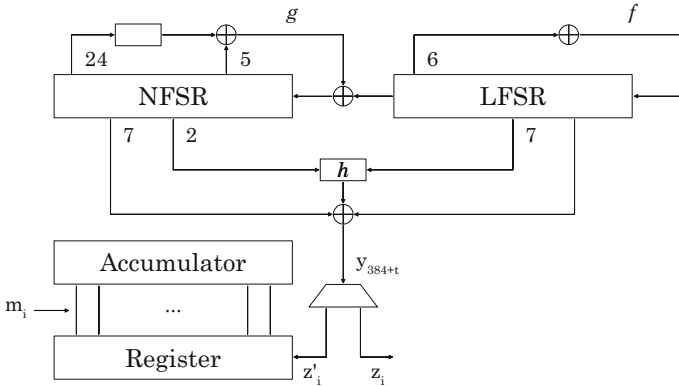 g f
24 5 6
NFSR LFSR
7 2 7
h
Accumulator
y384+t
mi ...
Register
z'i zi